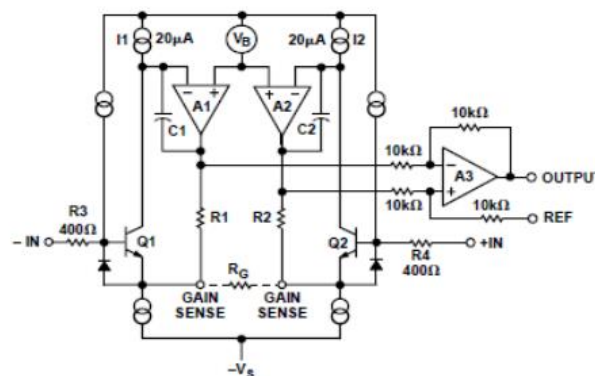 I1 20µA VB 20µA I2
A1 A2
C1 C2
10kΩ
10kΩ
A3 OUTPUT
10kΩ 10kΩ REF
R3 400Ω
– IN Q1 R1 R2 Q2 +IN
R4 400Ω
RG
GAIN SENSE GAIN SENSE
–VS
– + + –
–
+